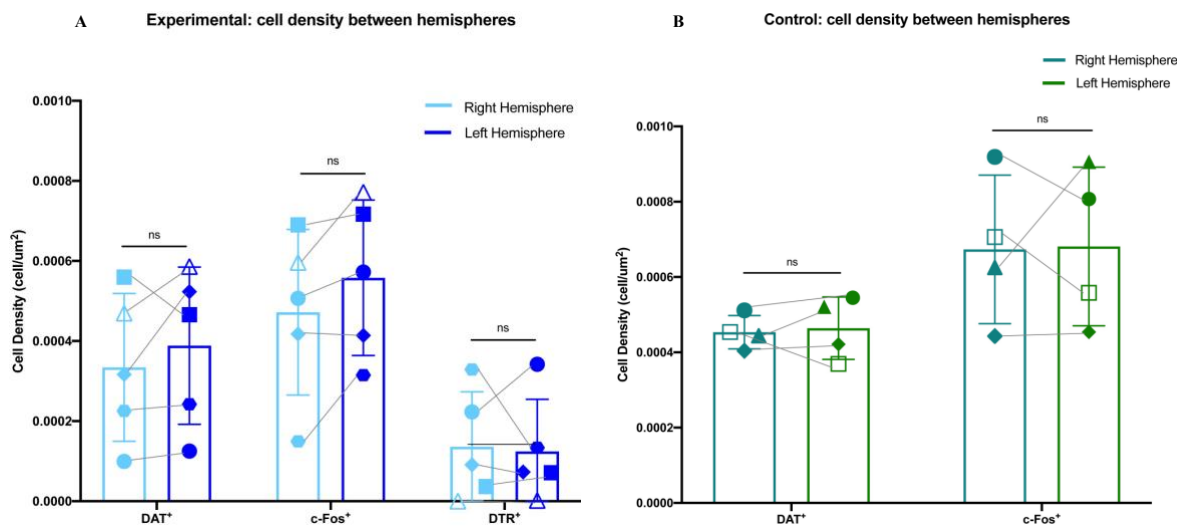 A
Experimental: cell density between hemispheres
Right Hemisphere
Left Hemisphere
Cell Density (cell/um²)
0.0010
0.0008
0.0006
0.0004
0.0002
0.0000
ns
ns
ns
DAT⁺
c-Fos⁺
DTR⁺
B
Control: cell density between hemispheres
Right Hemisphere
Left Hemisphere
Cell Density (cell/um²)
0.0010
0.0008
0.0006
0.0004
0.0002
0.0000
ns
ns
DAT⁺
c-Fos⁺